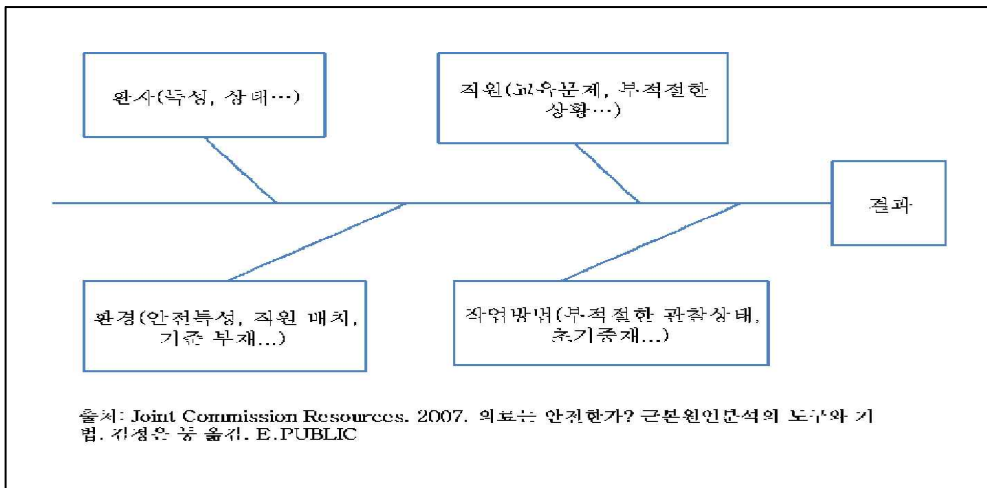 환자(특성, 상태…)
직원(교육문제, 부적절한
상황…)
결과
환경(안전특성, 직원 배치,
기준 부재...)
작업방법(부적절한 관찰상태,
초기중재...)
출처: Joint Commission Resources. 2007. 의료는 안전한가? 근본원인분석의 도구와 기
법. 김정은 등 옮김. E.PUBLIC